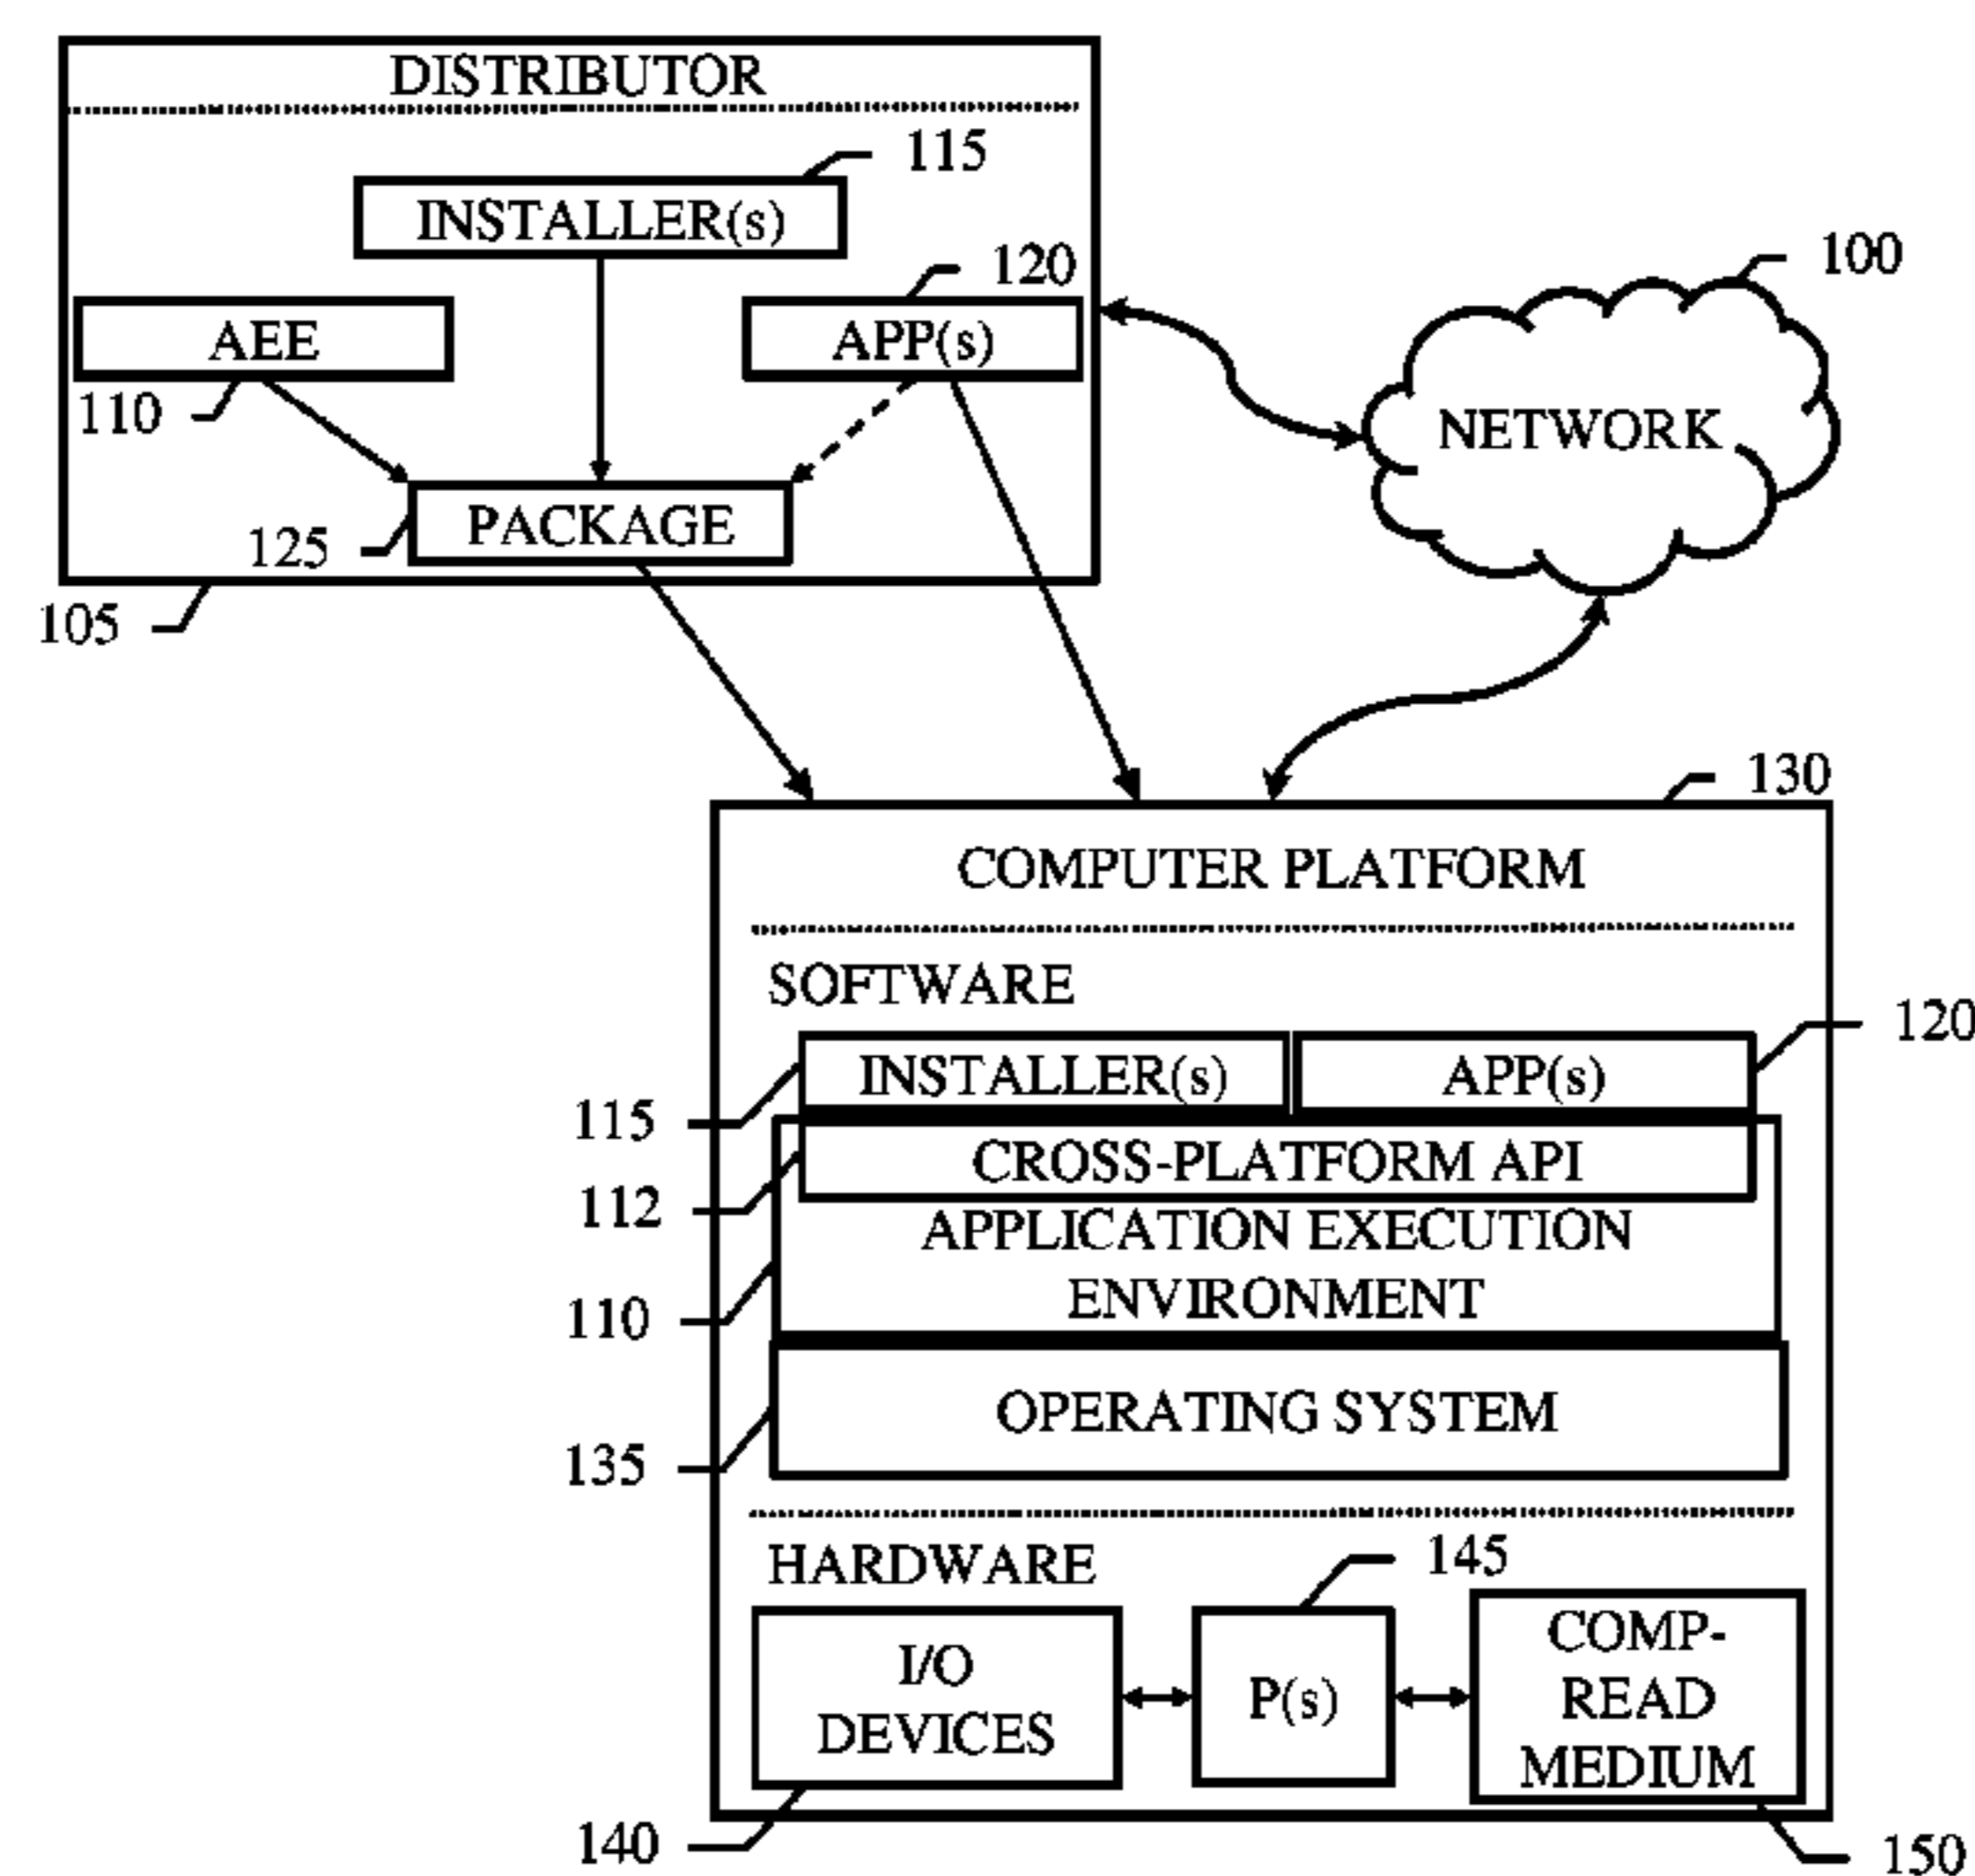 DISTRIBUTOR
115
INSTALLER(s)
120
100
AEE
APP(s)
110
NETWORK
125
PACKAGE
105
130
COMPUTER PLATFORM
SOFTWARE
120
INSTALLER(s)
APP(s)
115
CROSS-PLATFORM API
112
APPLICATION EXECUTION
ENVIRONMENT
110
OPERATING SYSTEM
135
HARDWARE
145
I/O
DEVICES
P(s)
COMP-
READ
MEDIUM
140
150